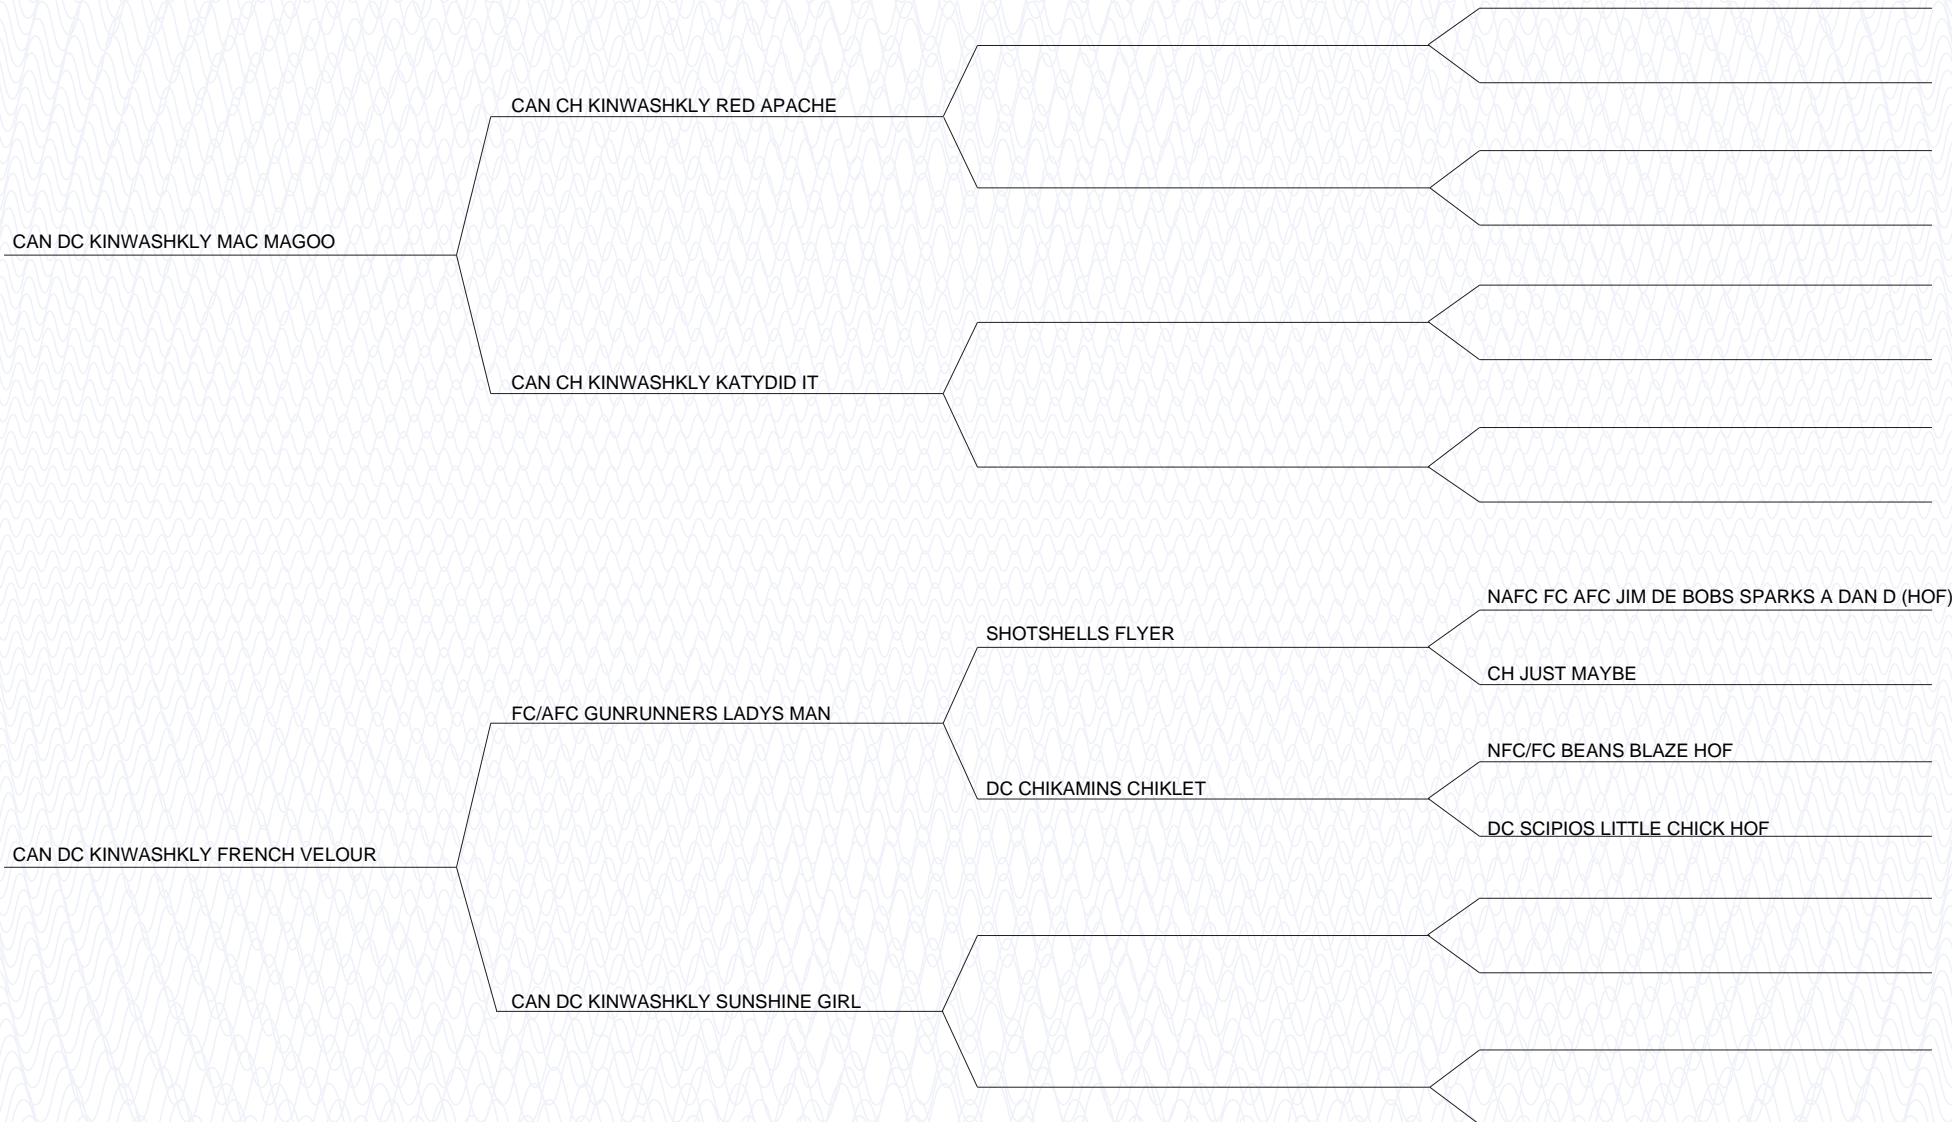 CAN CH KINWASHKLY RED APACHE
CAN DC KINWASHKLY MAC MAGOO
CAN CH KINWASHKLY KATYDID IT
NAFC FC AFC JIM DE BOBS SPARKS A DAN D (HOF)
SHOTSHELLS FLYER
CH JUST MAYBE
FC/AFC GUNRUNNERS LADYS MAN
NFC/FC BEANS BLAZE HOF
DC CHIKAMINS CHIKLET
DC SCIPIOS LITTLE CHICK HOF
CAN DC KINWASHKLY FRENCH VELOUR
CAN DC KINWASHKLY SUNSHINE GIRL